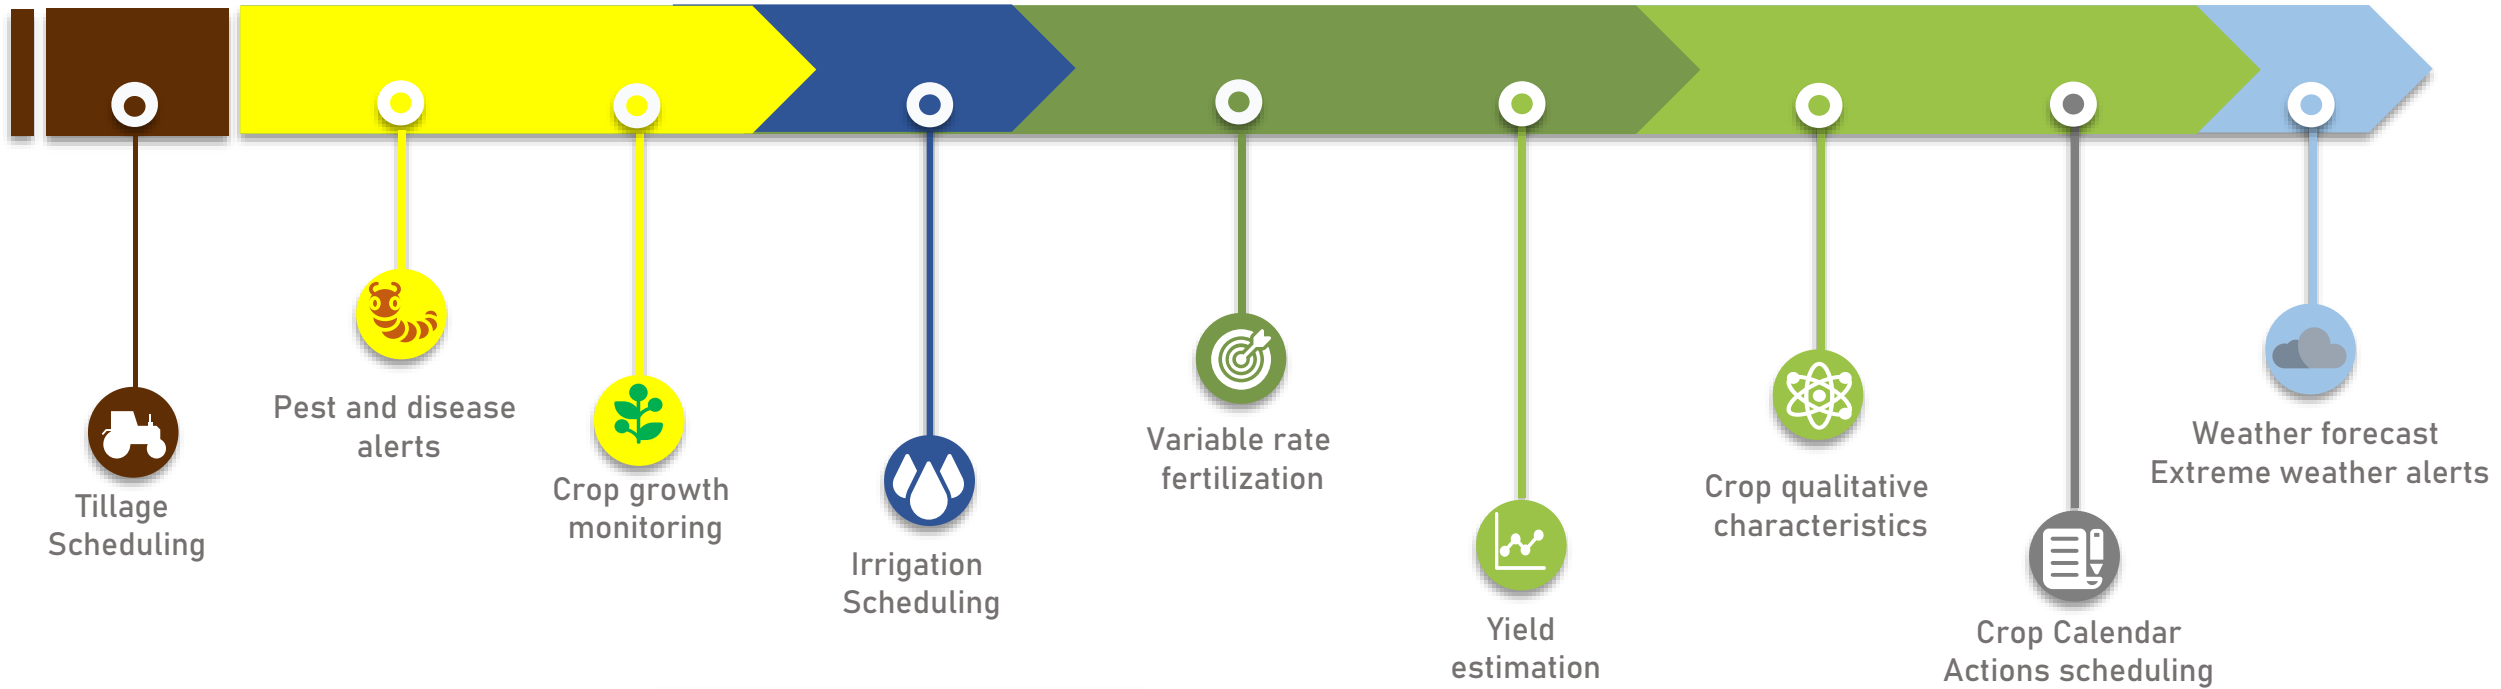 Tillage
Scheduling
Pest and disease
alerts
Crop growth
monitoring
Irrigation
Scheduling
Variable rate
fertilization
Yield
estimation
Crop qualitative
characteristics
Crop Calendar
Actions scheduling
Weather forecast
Extreme weather alerts